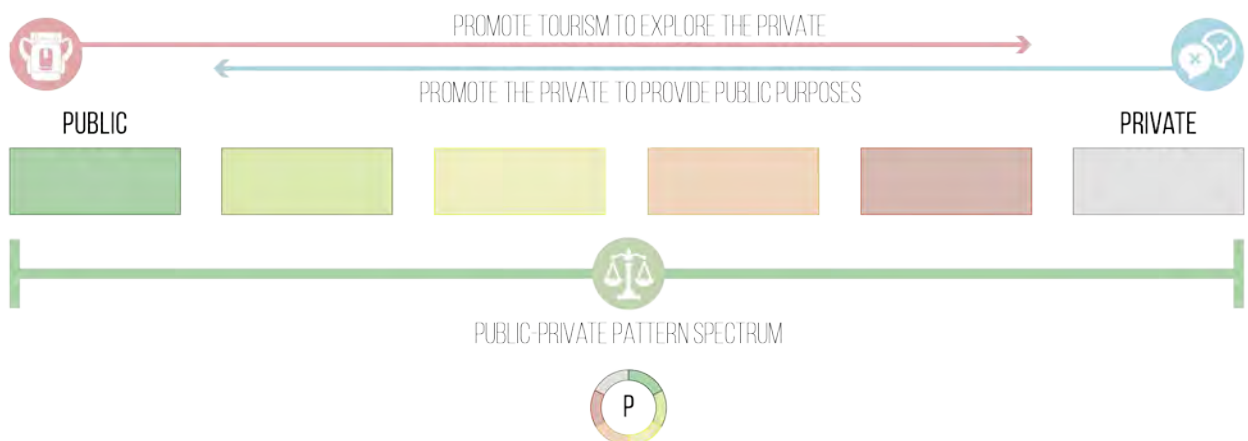 PROMOTE TOURISM TO EXPLORE THE PRIVATE
PROMOTE THE PRIVATE TO PROVIDE PUBLIC PURPOSES
PUBLIC
PRIVATE
PUBLIC-PRIVATE PATTERN SPECTRUM
P